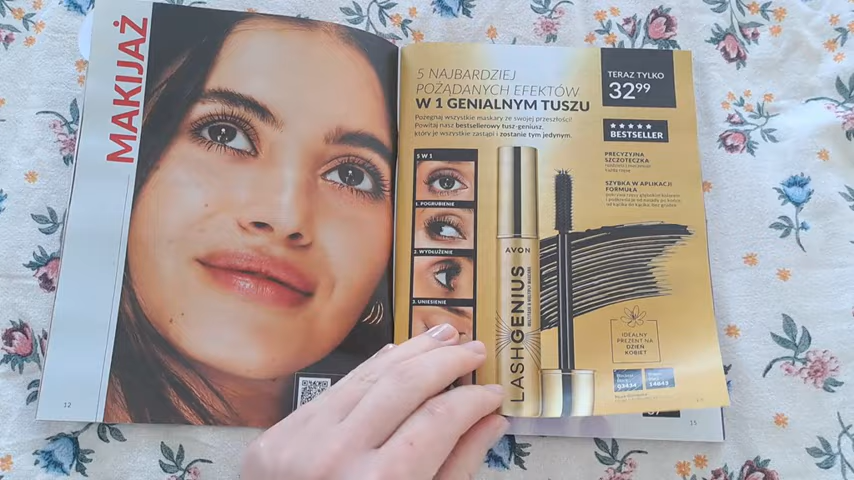 MAKIJAŻ
12
5 NAJBARDZIEJ
POŻĄDANYCH EFEKTÓW
W 1 GENIALNYM TUSZU
Pożegnaj wszystkie maskary ze swojej przeszłości!
Powitaj nasz bestsellerowy tusz-geniusz,
który je wszystkie zastąpi i zostanie tym jedynym.
TERAZ TYLKO
3299
BESTSELLER
PRECYZYJNA
SZCZOTECZKA
SZYBKA W APLIKACJI
FORMUŁA
5 W 1
1. POGRUBIENIE
2. WYDŁUŻENIE
3. UNIESIENIE
AVON
LASHGENIUS
IDEALNY
PREZENT NA
DZIEŃ
KOBIET
15